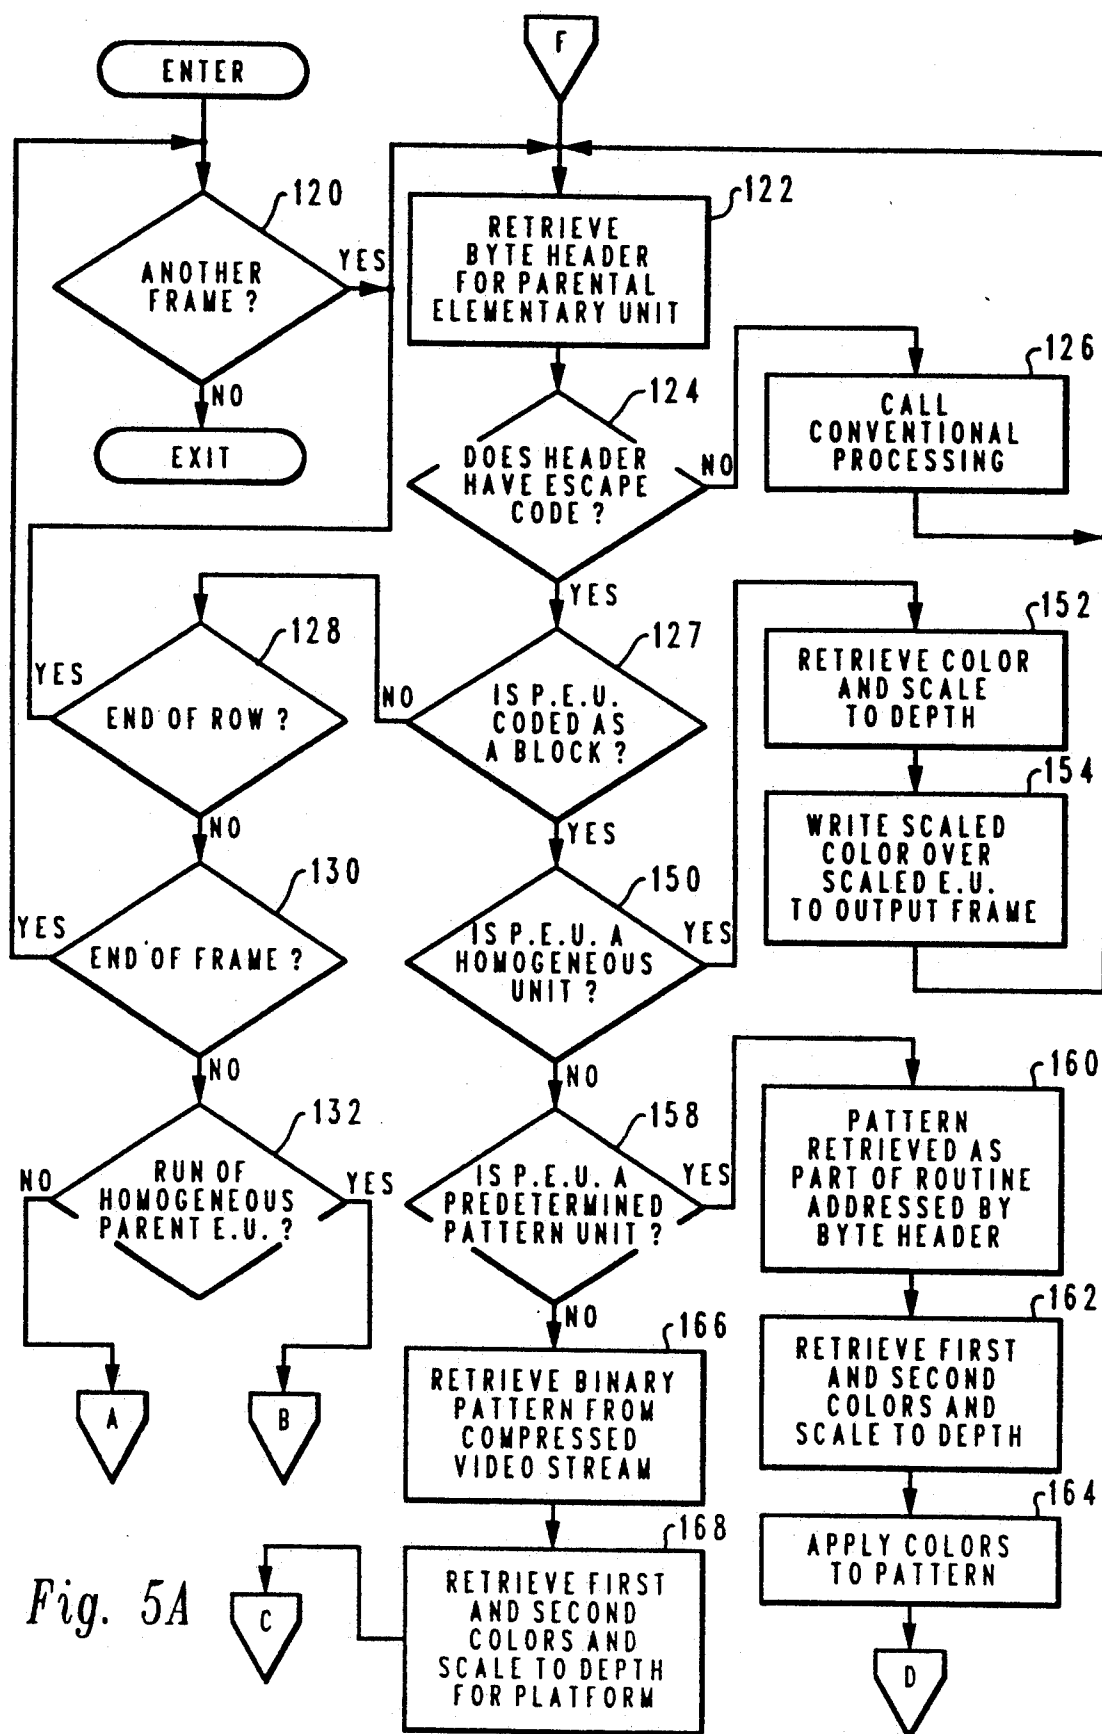 F
ENTER
120
ANOTHER
FRAME ?
YES
NO
EXIT
122
RETRIEVE
BYTE HEADER
FOR PARENTAL
ELEMENTARY UNIT
124
DOES HEADER
HAVE ESCAPE
CODE ?
NO
YES
126
CALL
CONVENTIONAL
PROCESSING
128
END OF ROW ?
YES
NO
127
IS P.E.U.
CODED AS
A BLOCK ?
NO
YES
152
RETRIEVE COLOR
AND SCALE
TO DEPTH
154
WRITE SCALED
COLOR OVER
SCALED E.U.
TO OUTPUT FRAME
130
END OF FRAME ?
YES
NO
150
IS P.E.U. A
HOMOGENEOUS
UNIT ?
YES
NO
132
RUN OF
HOMOGENEOUS
PARENT E.U. ?
NO
YES
A
B
158
IS P.E.U. A
PREDETERMINED
PATTERN UNIT ?
YES
NO
160
PATTERN
RETRIEVED AS
PART OF ROUTINE
ADDRESSED BY
BYTE HEADER
162
RETRIEVE FIRST
AND SECOND
COLORS AND
SCALE TO DEPTH
164
APPLY COLORS
TO PATTERN
D
166
RETRIEVE BINARY
PATTERN FROM
COMPRESSED
VIDEO STREAM
168
RETRIEVE FIRST
AND SECOND
COLORS AND
SCALE TO DEPTH
FOR PLATFORM
C
Fig. 5A